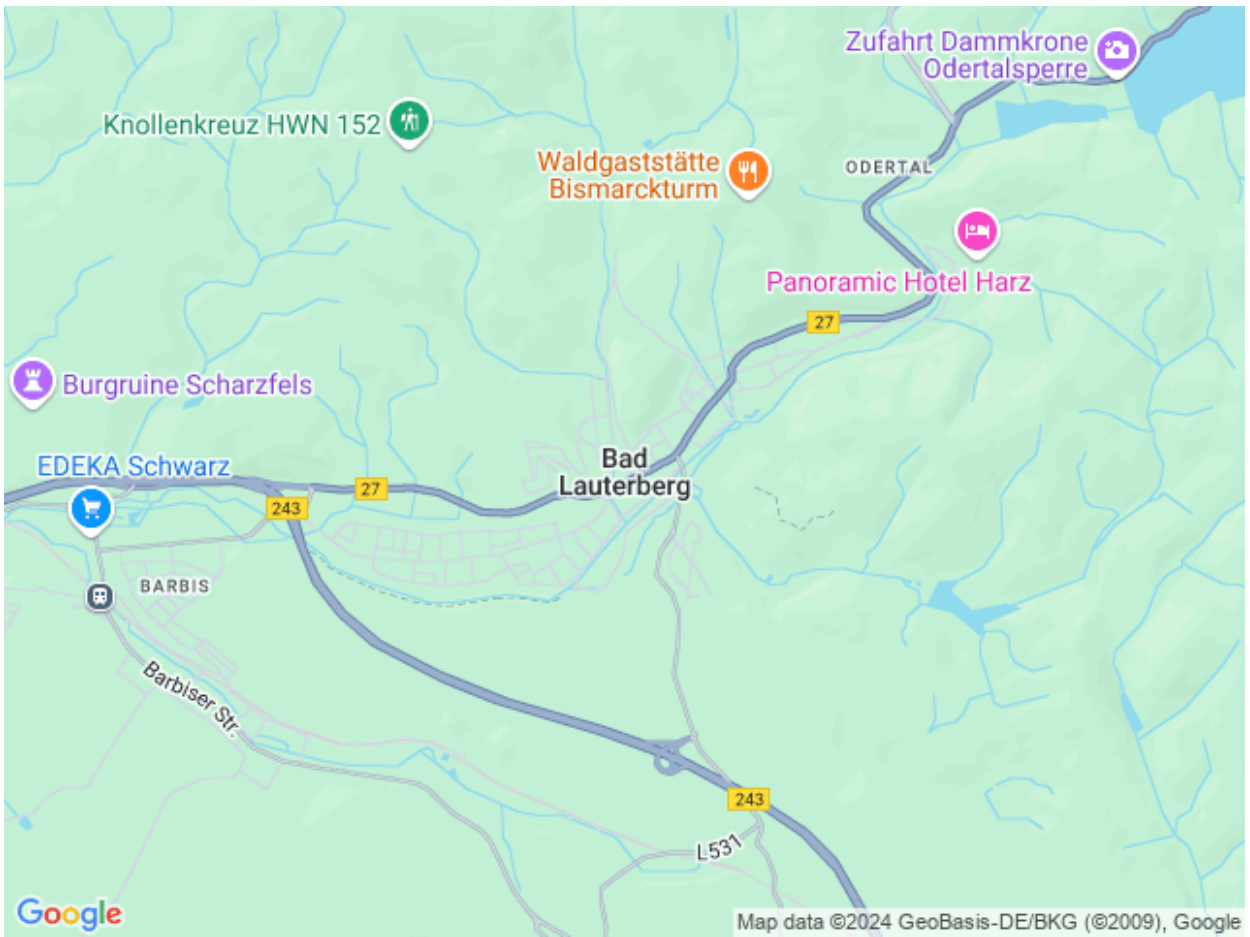 Zufahrt Dammkrone
Odertalsperre
Knollenkreuz HWN 152
Waldgaststätte
Bismarckturm
ODERTAL
Panoramic Hotel Harz
27
Burgruine Scharzfels
Bad
Lauterberg
EDEKA Schwarz
27
243
BARBIS
Barbiser Str.
243
L531
Google
Map data ©2024 GeoBasis-DE/BKG (©2009), Google